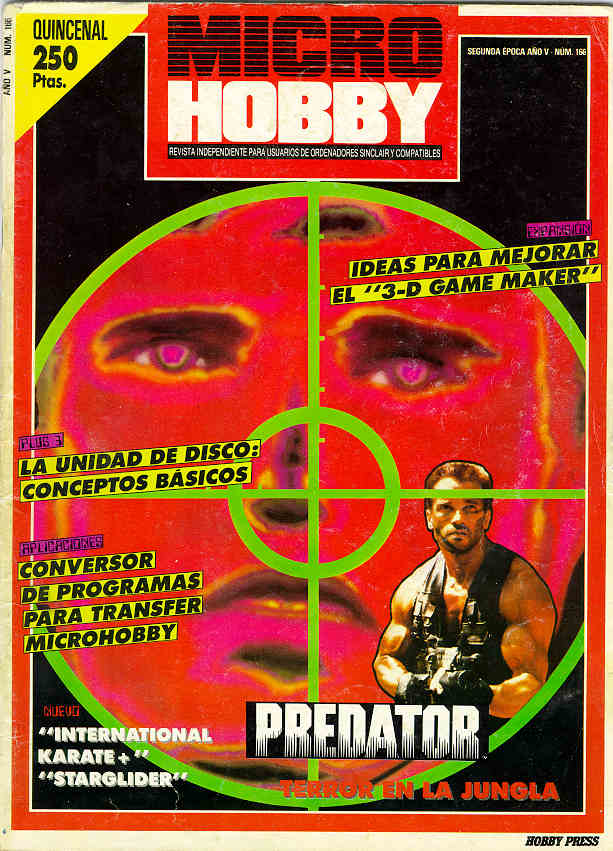 AÑO V NUM. 166
QUINCENAL
250
Ptas.
MICRO
HOBBY
REVISTA INDEPENDIENTE PARA USUARIOS DE ORDENADORES SINCLAIR Y COMPATIBLES
SEGUNDA ÉPOCA AÑO V - NÚM. 166
EXPANSION
IDEAS PARA MEJORAR
EL "3-D GAME MAKER"
PLUS 3
LA UNIDAD DE DISCO:
CONCEPTOS BÁSICOS
APLICACIONES
CONVERSOR
DE PROGRAMAS
PARA TRANSFER
MICROHOBBY
NUEVO
"INTERNATIONAL
KARATE+"
"STARGLIDER"
PREDATOR
TERROR EN LA JUNGLA
HOBBY PRESS